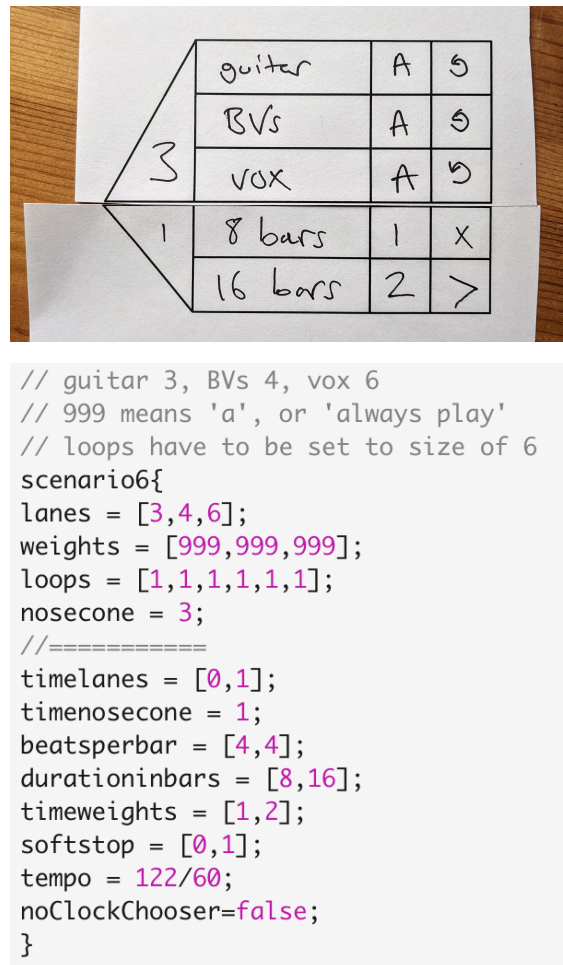 guitar A ↺
BVs A ↺
3
vox A ↺
1 8 bars 1 X
16 bars 2 >
// guitar 3, BVs 4, vox 6
// 999 means 'a', or 'always play'
// loops have to be set to size of 6
scenario6{
lanes = [3,4,6];
weights = [999,999,999];
loops = [1,1,1,1,1,1];
nosecone = 3;
//===========
timelanes = [0,1];
timenosecone = 1;
beatsperbar = [4,4];
durationinbars = [8,16];
timeweights = [1,2];
softstop = [0,1];
tempo = 122/60;
noClockChooser=false;
}